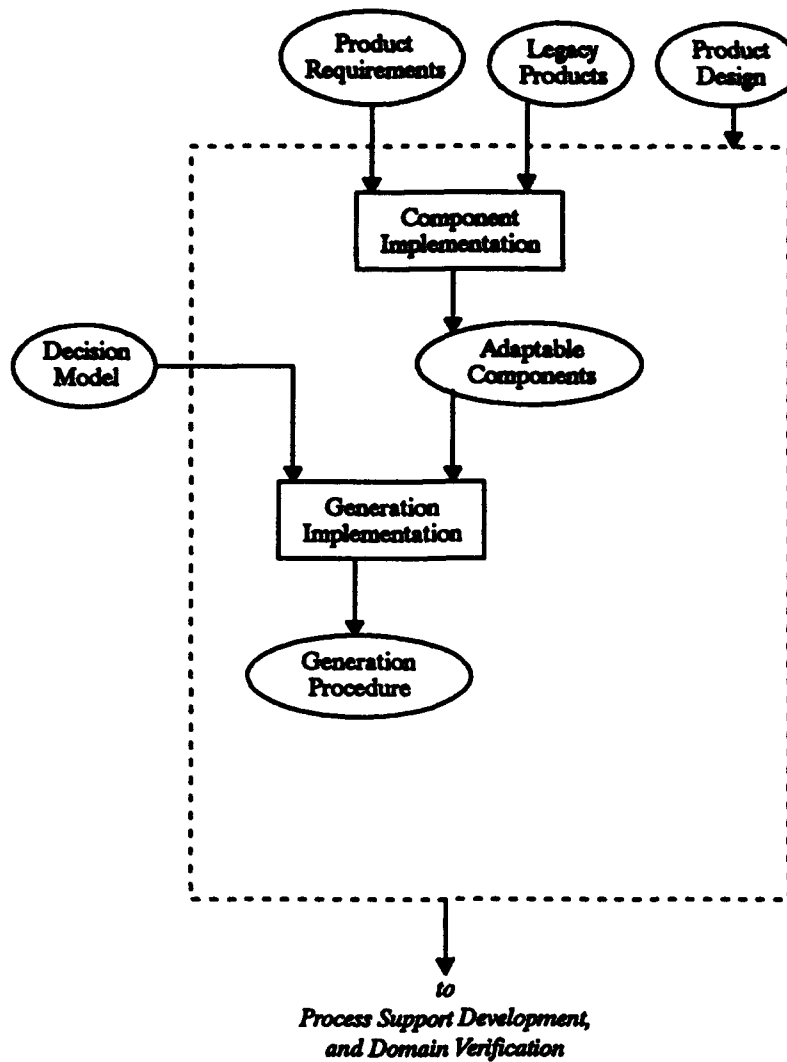 Product
Requirements
Legacy
Products
Product
Design
Component
Implementation
Decision
Model
Adaptable
Components
Generation
Implementation
Generation
Procedure
to
Process Support Development,
and Domain Verification